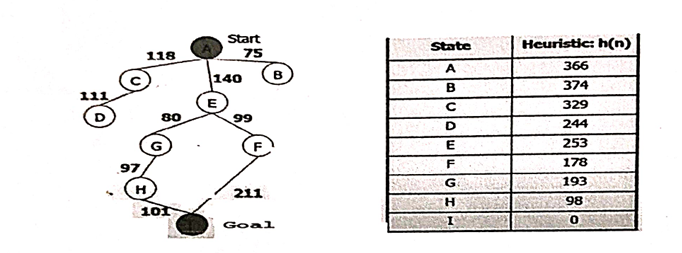 Start
A
118
75
C
B
140
111
E
D
80
99
G
F
97
H
211
101
Goal
State Heuristic: h(n)
A 366
B 374
C 329
D 244
E 253
F 178
G 193
H 98
I 0